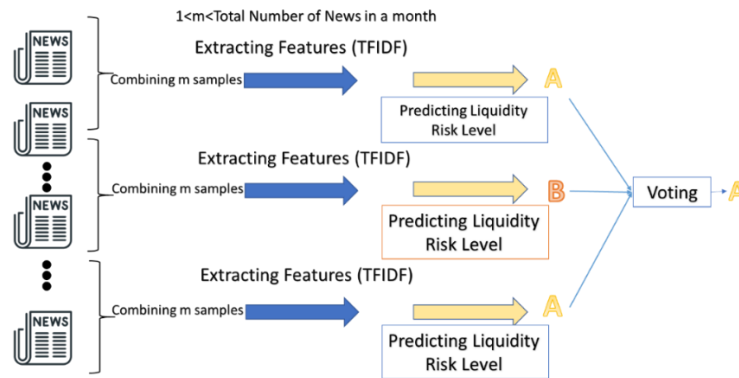 1<m<Total Number of News in a month
NEWS
Extracting Features (TFIDF)
Combining m samples
A
Predicting Liquidity
Risk Level
NEWS
Extracting Features (TFIDF)
Combining m samples
B
Voting
A
NEWS
Predicting Liquidity
Risk Level
Extracting Features (TFIDF)
Combining m samples
A
NEWS
Predicting Liquidity
Risk Level